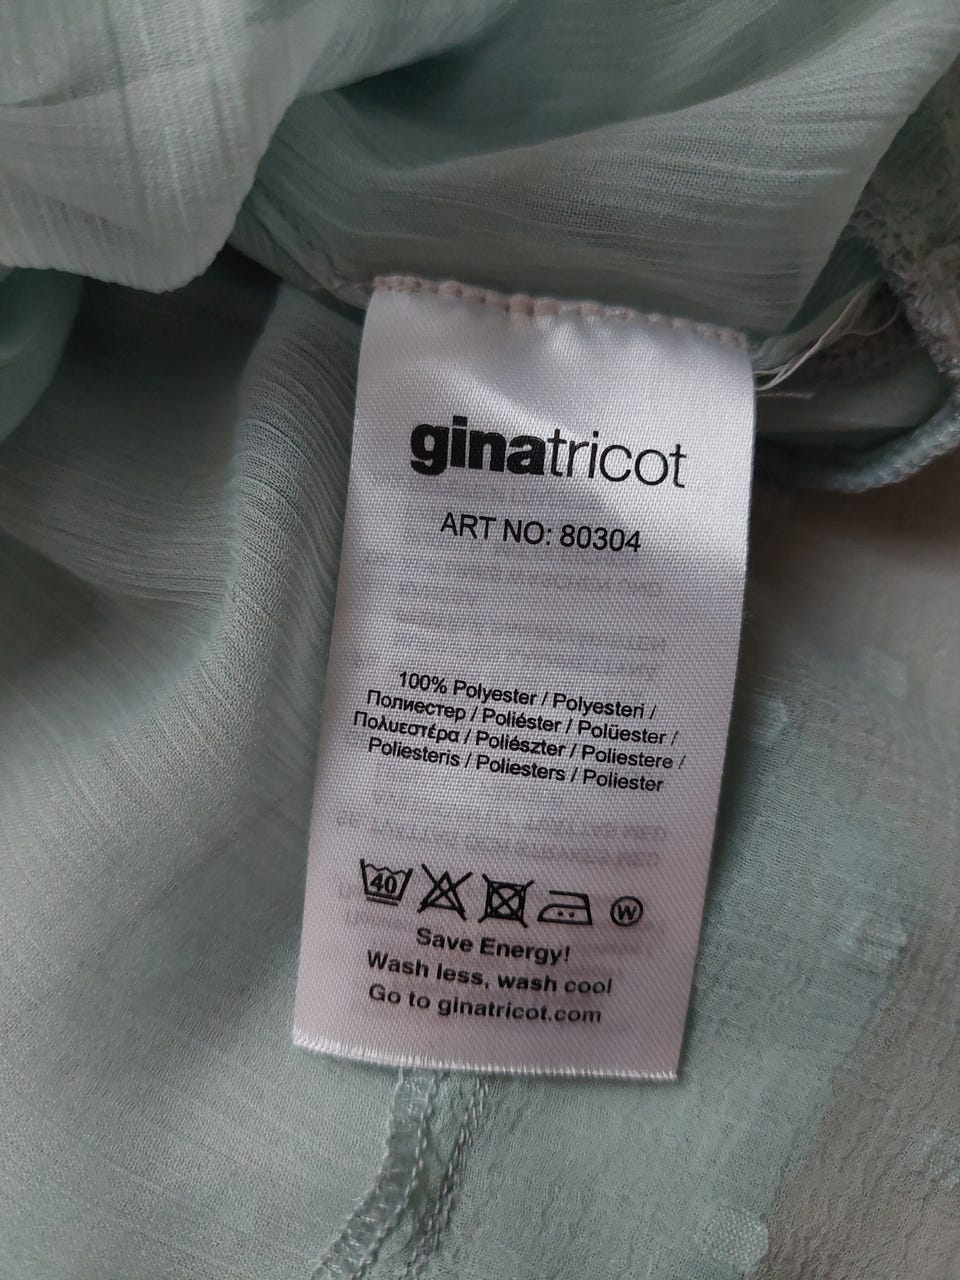 ginatricot
ART NO: 80304
100% Polyester / Polyesteri /
Полиестер / Poliéster / Polüester /
Πολυεστέρα / Poliészter / Poliestere /
Poliesteris / Poliesters / Poliester
40
W
Save Energy!
Wash less, wash cool
Go to ginatricot.com